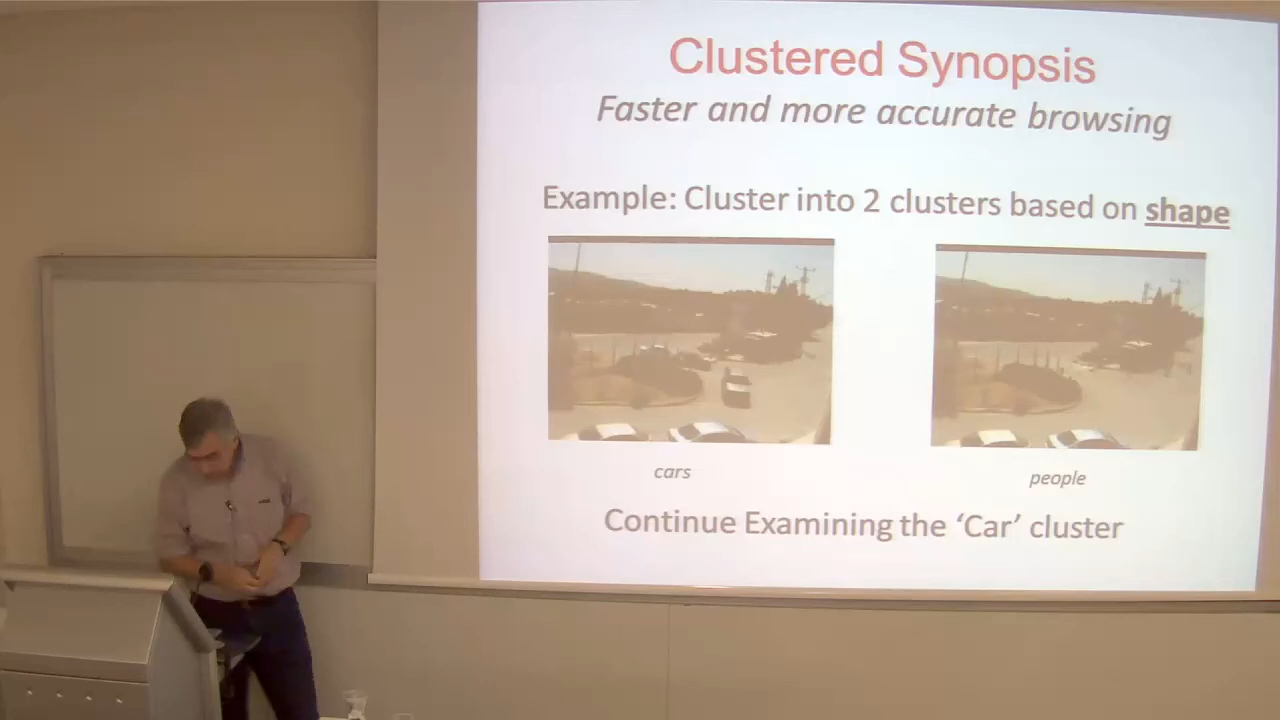 Clustered Synopsis
Faster and more accurate browsing
Example: Cluster into 2 clusters based on shape
cars
people
Continue Examining the ‘Car’ cluster